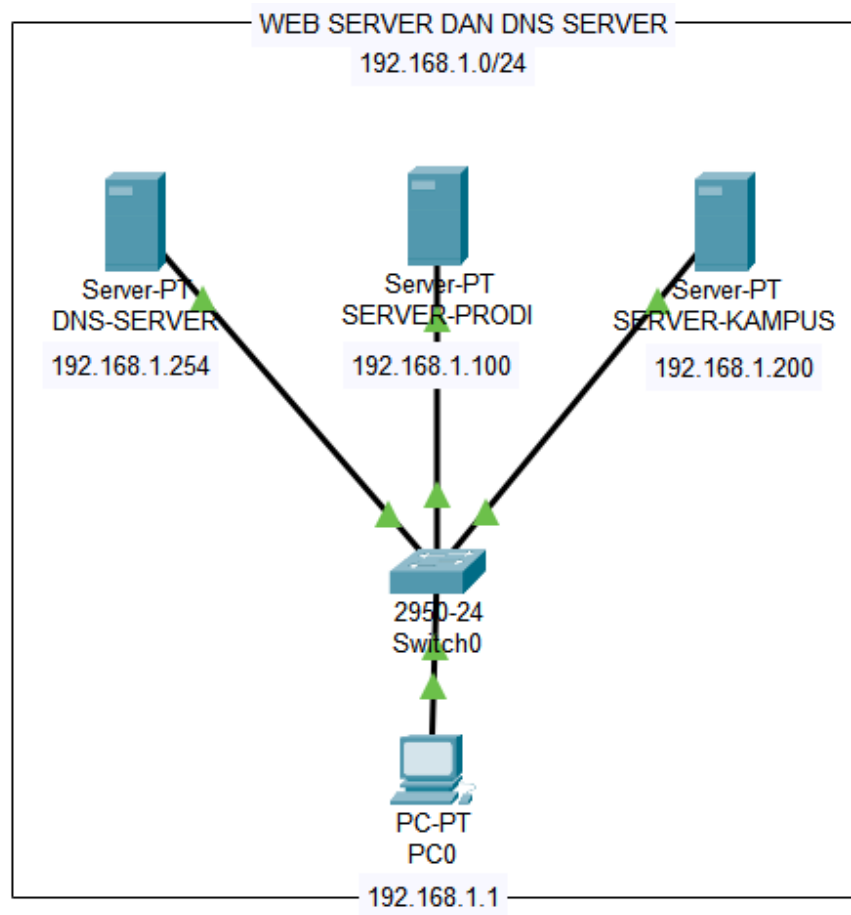 WEB SERVER DAN DNS SERVER
192.168.1.0/24
Server-PT
DNS-SERVER
192.168.1.254
Server-PT
SERVER-PRODI
192.168.1.100
Server-PT
SERVER-KAMPUS
192.168.1.200
2950-24
Switch0
PC-PT
PC0
192.168.1.1